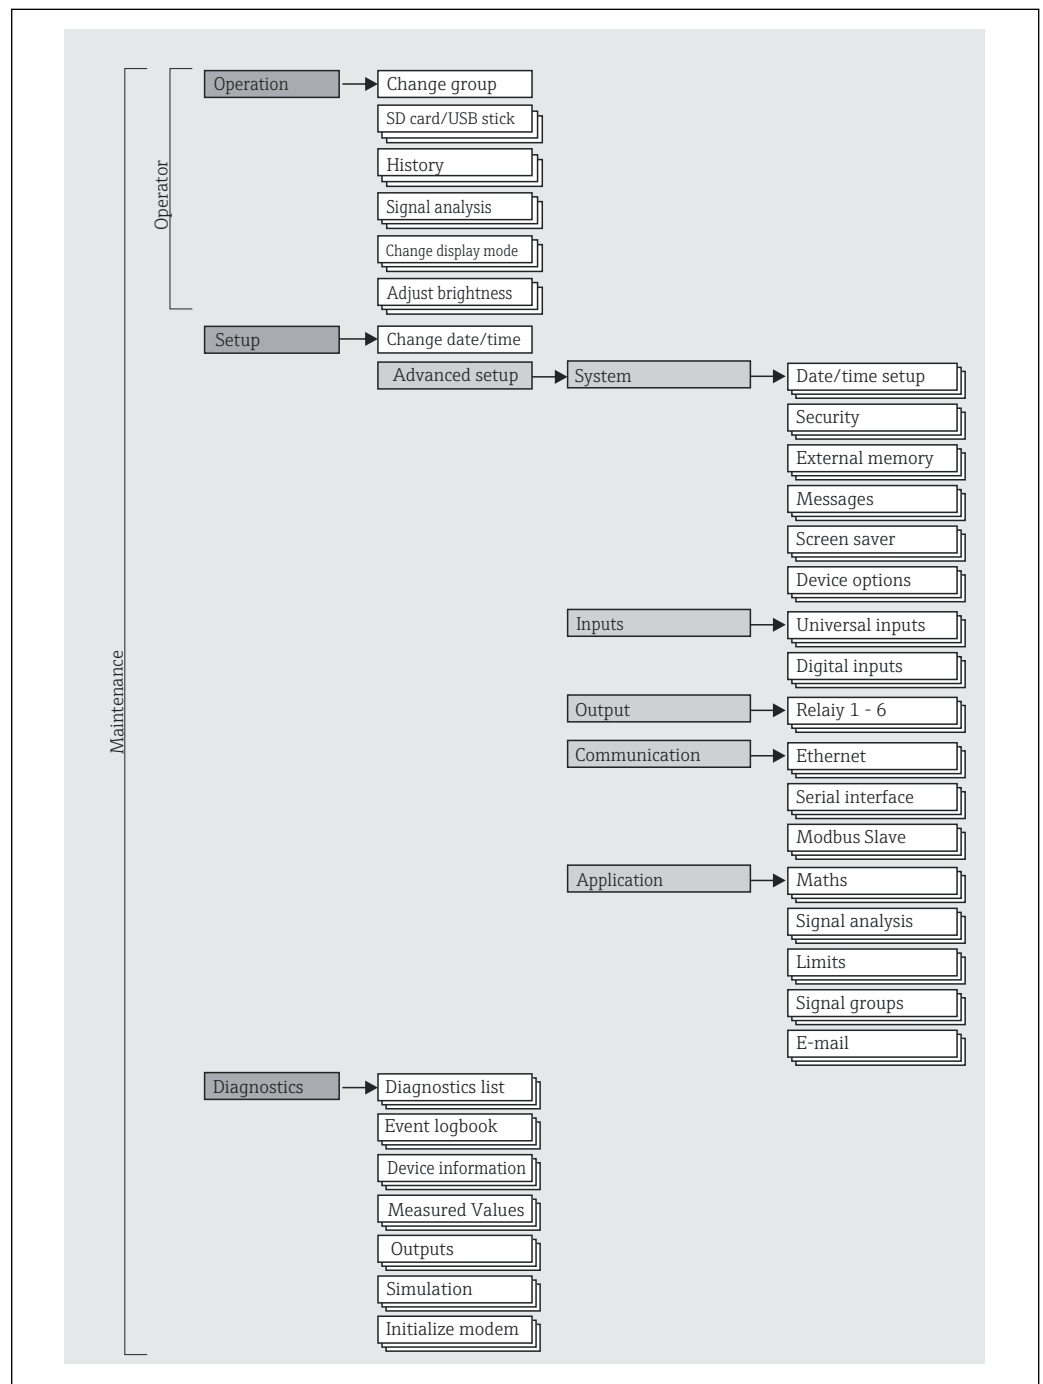 Operation
Change group
SD card/USB stick
History
Signal analysis
Change display mode
Adjust brightness
Operator
Setup
Change date/time
Advanced setup
System
Date/time setup
Security
External memory
Messages
Screen saver
Device options
Inputs
Universal inputs
Digital inputs
Output
Relaiy 1 - 6
Communication
Ethernet
Serial interface
Modbus Slave
Application
Maths
Signal analysis
Limits
Signal groups
E-mail
Maintenance
Diagnostics
Diagnostics list
Event logbook
Device information
Measured Values
Outputs
Simulation
Initialize modem